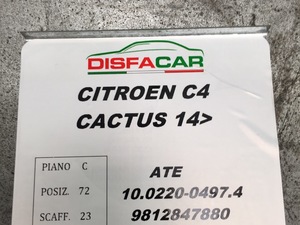 DISFACAR
CITROEN C4
CACTUS 14>
PIANO C
ATE
POSIZ. 72
10.0220-0497.4
SCAFF. 23
9812847880